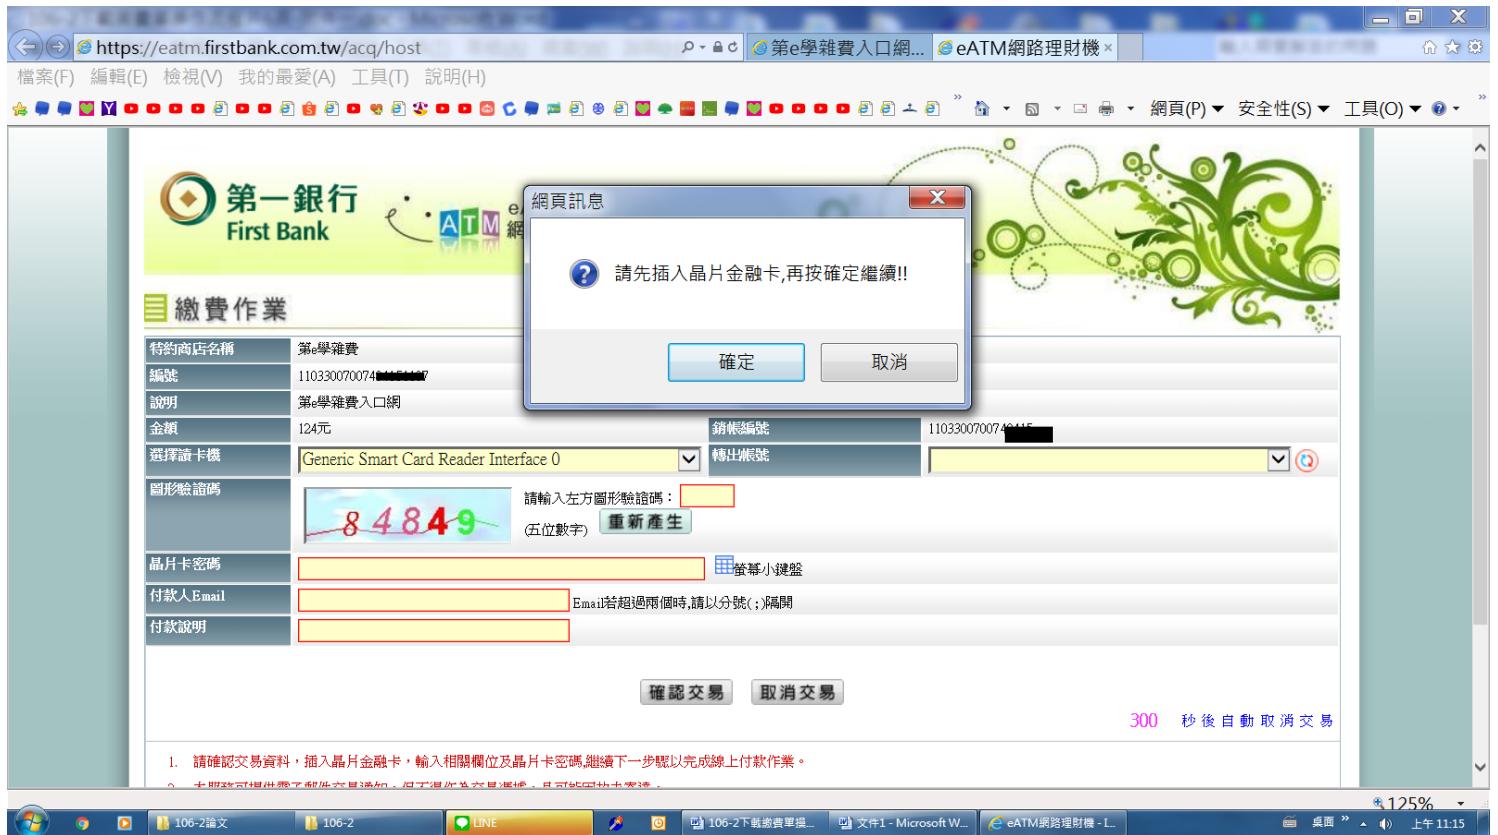 https://eatm.firstbank.com.tw/acq/host
第e學雜費入口網...
eATM網路理財機
檔案(F) 編輯(E) 檢視(V) 我的最愛(A) 工具(T) 說明(H)
網頁(P) 安全性(S) 工具(O)
第一銀行
First Bank
ATM
網頁訊息
請先插入晶片金融卡,再按確定繼續!!
確定 取消
繳費作業
特約商店名稱 第e學雜費
編號 110330070074
說明 第e學雜費入口網
金額 124元 銷帳編號 1103300700740415
選擇讀卡機 Generic Smart Card Reader Interface 0 轉出帳號
圖形驗證碼 84849 請輸入左方圖形驗證碼：
(五位數字) 重新產生
晶片卡密碼 螢幕小鍵盤
付款人Email Email若超過兩個時,請以分號(;)隔開
付款說明
確認交易 取消交易
300 秒後自動取消交易
1. 請確認交易資料，插入晶片金融卡，輸入相關欄位及晶片卡密碼,繼續下一步驟以完成線上付款作業。
125%
106-2論文 106-2 LINE 106-2下載繳費單操... 文件1 - Microsoft W... eATM網路理財機 - I... 桌面 上午 11:15